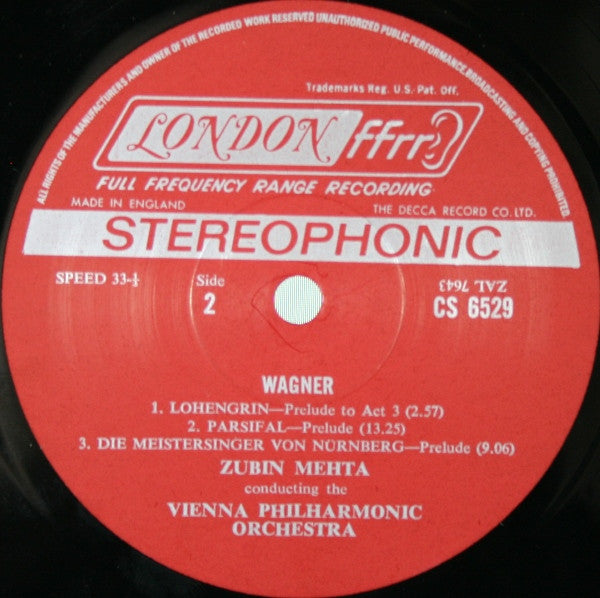 ALL RIGHTS OF THE MANUFACTURERS AND OWNER OF THE RECORDED WORK RESERVED UNAUTHORIZED PUBLIC PERFORMANCE, BROADCASTING AND COPYING PROHIBITED.
Trademarks Reg. U.S. Pat. Off.
LONDON ffrr
FULL FREQUENCY RANGE RECORDING
MADE IN ENGLAND THE DECCA RECORD CO. LTD.
STEREOPHONIC
SPEED 33-⅓ Side ZAL 7643
2 CS 6529
WAGNER
1. LOHENGRIN—Prelude to Act 3 (2.57)
2. PARSIFAL—Prelude (13.25)
3. DIE MEISTERSINGER VON NÜRNBERG—Prelude (9.06)
ZUBIN MEHTA
conducting the
VIENNA PHILHARMONIC
ORCHESTRA